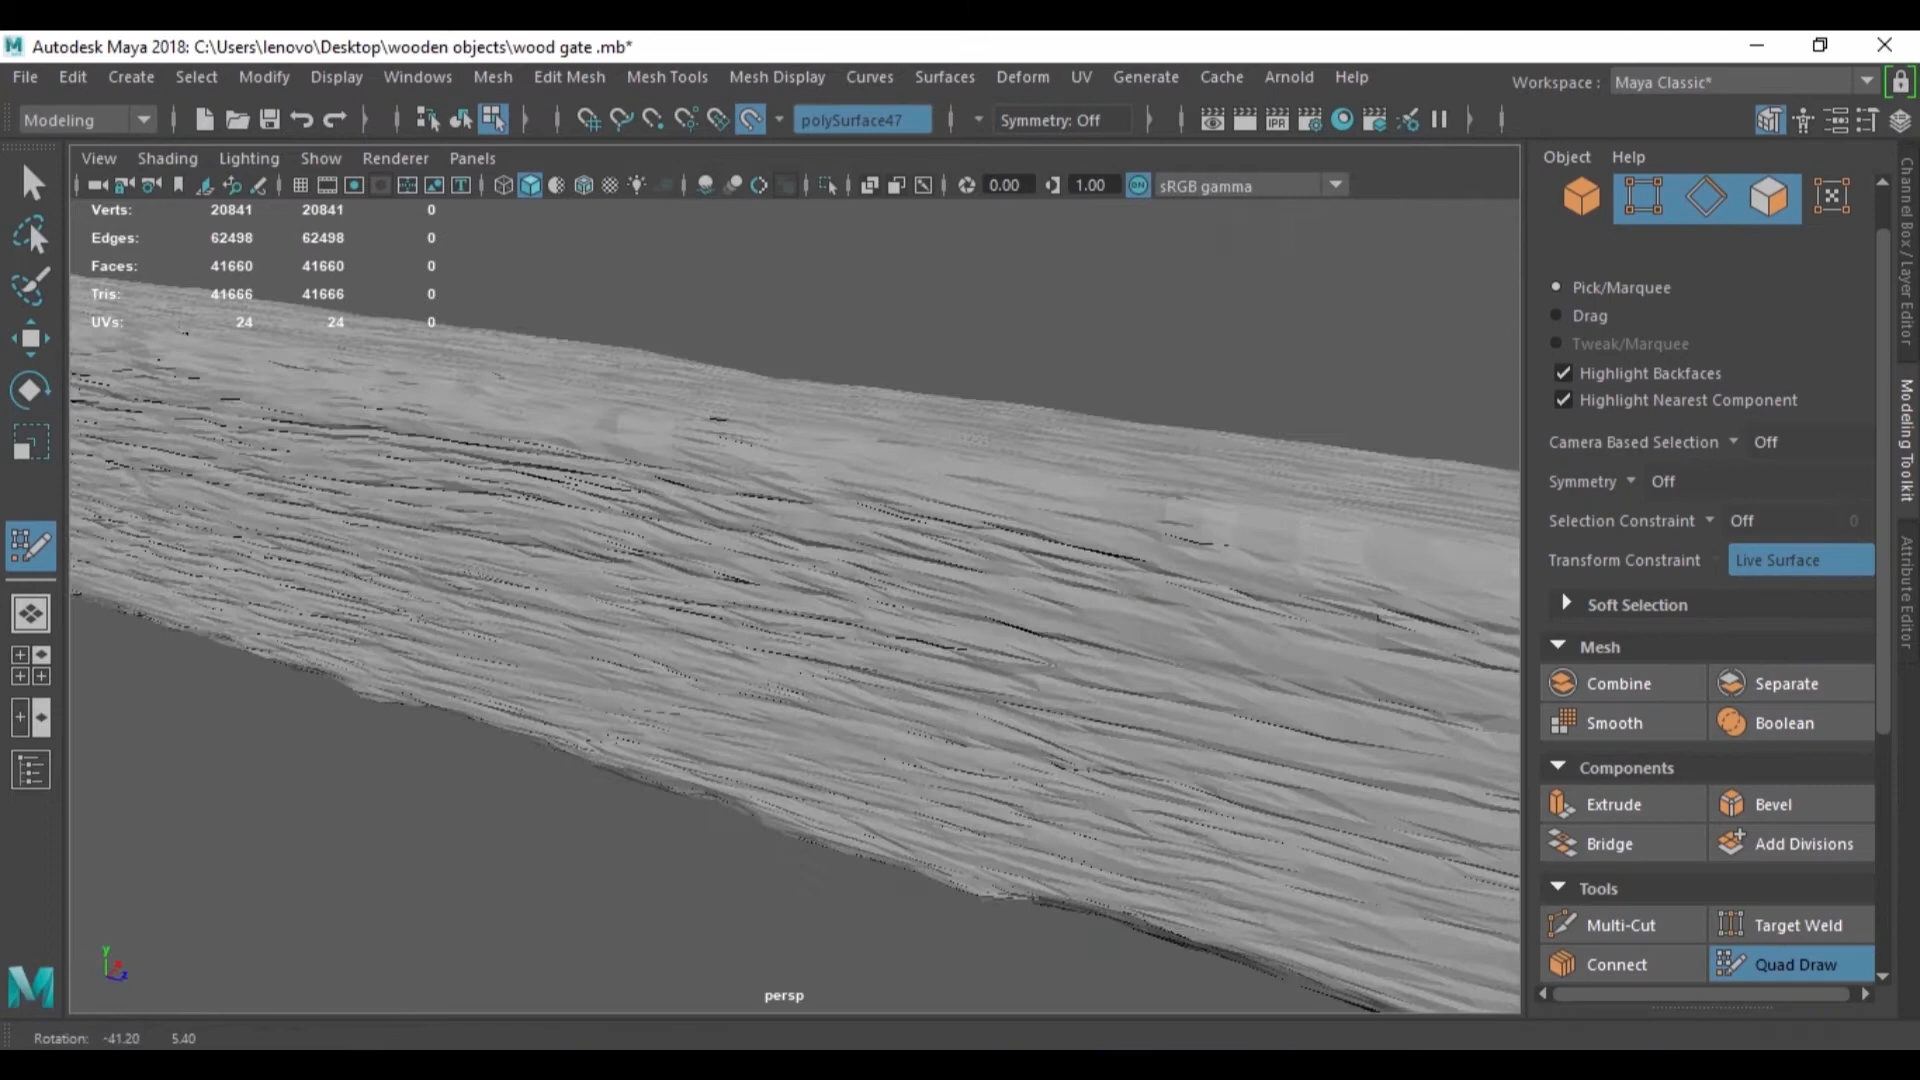 Autodesk Maya 2018: C:\Users\lenovo\Desktop\wooden objects\wood gate .mb*
File Edit Create Select Modify Display Windows Mesh Edit Mesh Mesh Tools Mesh Display Curves Surfaces Deform UV Generate Cache Arnold Help
Workspace : Maya Classic*
Modeling polySurface47 Symmetry: Off IPR
View Shading Lighting Show Renderer Panels
0.00 1.00 ON sRGB gamma
Verts: 20841 20841 0
Edges: 62498 62498 0
Faces: 41660 41660 0
Tris: 41666 41666 0
UVs: 24 24 0
y
x
z
persp
Object Help
Pick/Marquee
Drag
Tweak/Marquee
Highlight Backfaces
Highlight Nearest Component
Camera Based Selection Off
Symmetry Off
Selection Constraint Off 0
Transform Constraint Live Surface
Soft Selection
Mesh
Combine Separate
Smooth Boolean
Components
Extrude Bevel
Bridge Add Divisions
Tools
Multi-Cut Target Weld
Connect Quad Draw
Channel Box / Layer Editor
Modeling Toolkit
Attribute Editor
M
Rotation: -41.20 5.40